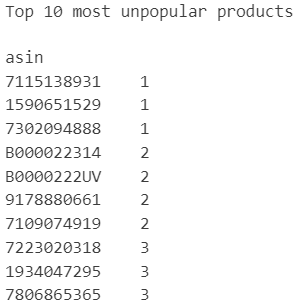 Top 10 most unpopular products
asin
7115138931 1
1590651529 1
7302094888 1
B000022314 2
B0000222UV 2
9178880661 2
7109074919 2
7223020318 3
1934047295 3
7806865365 3